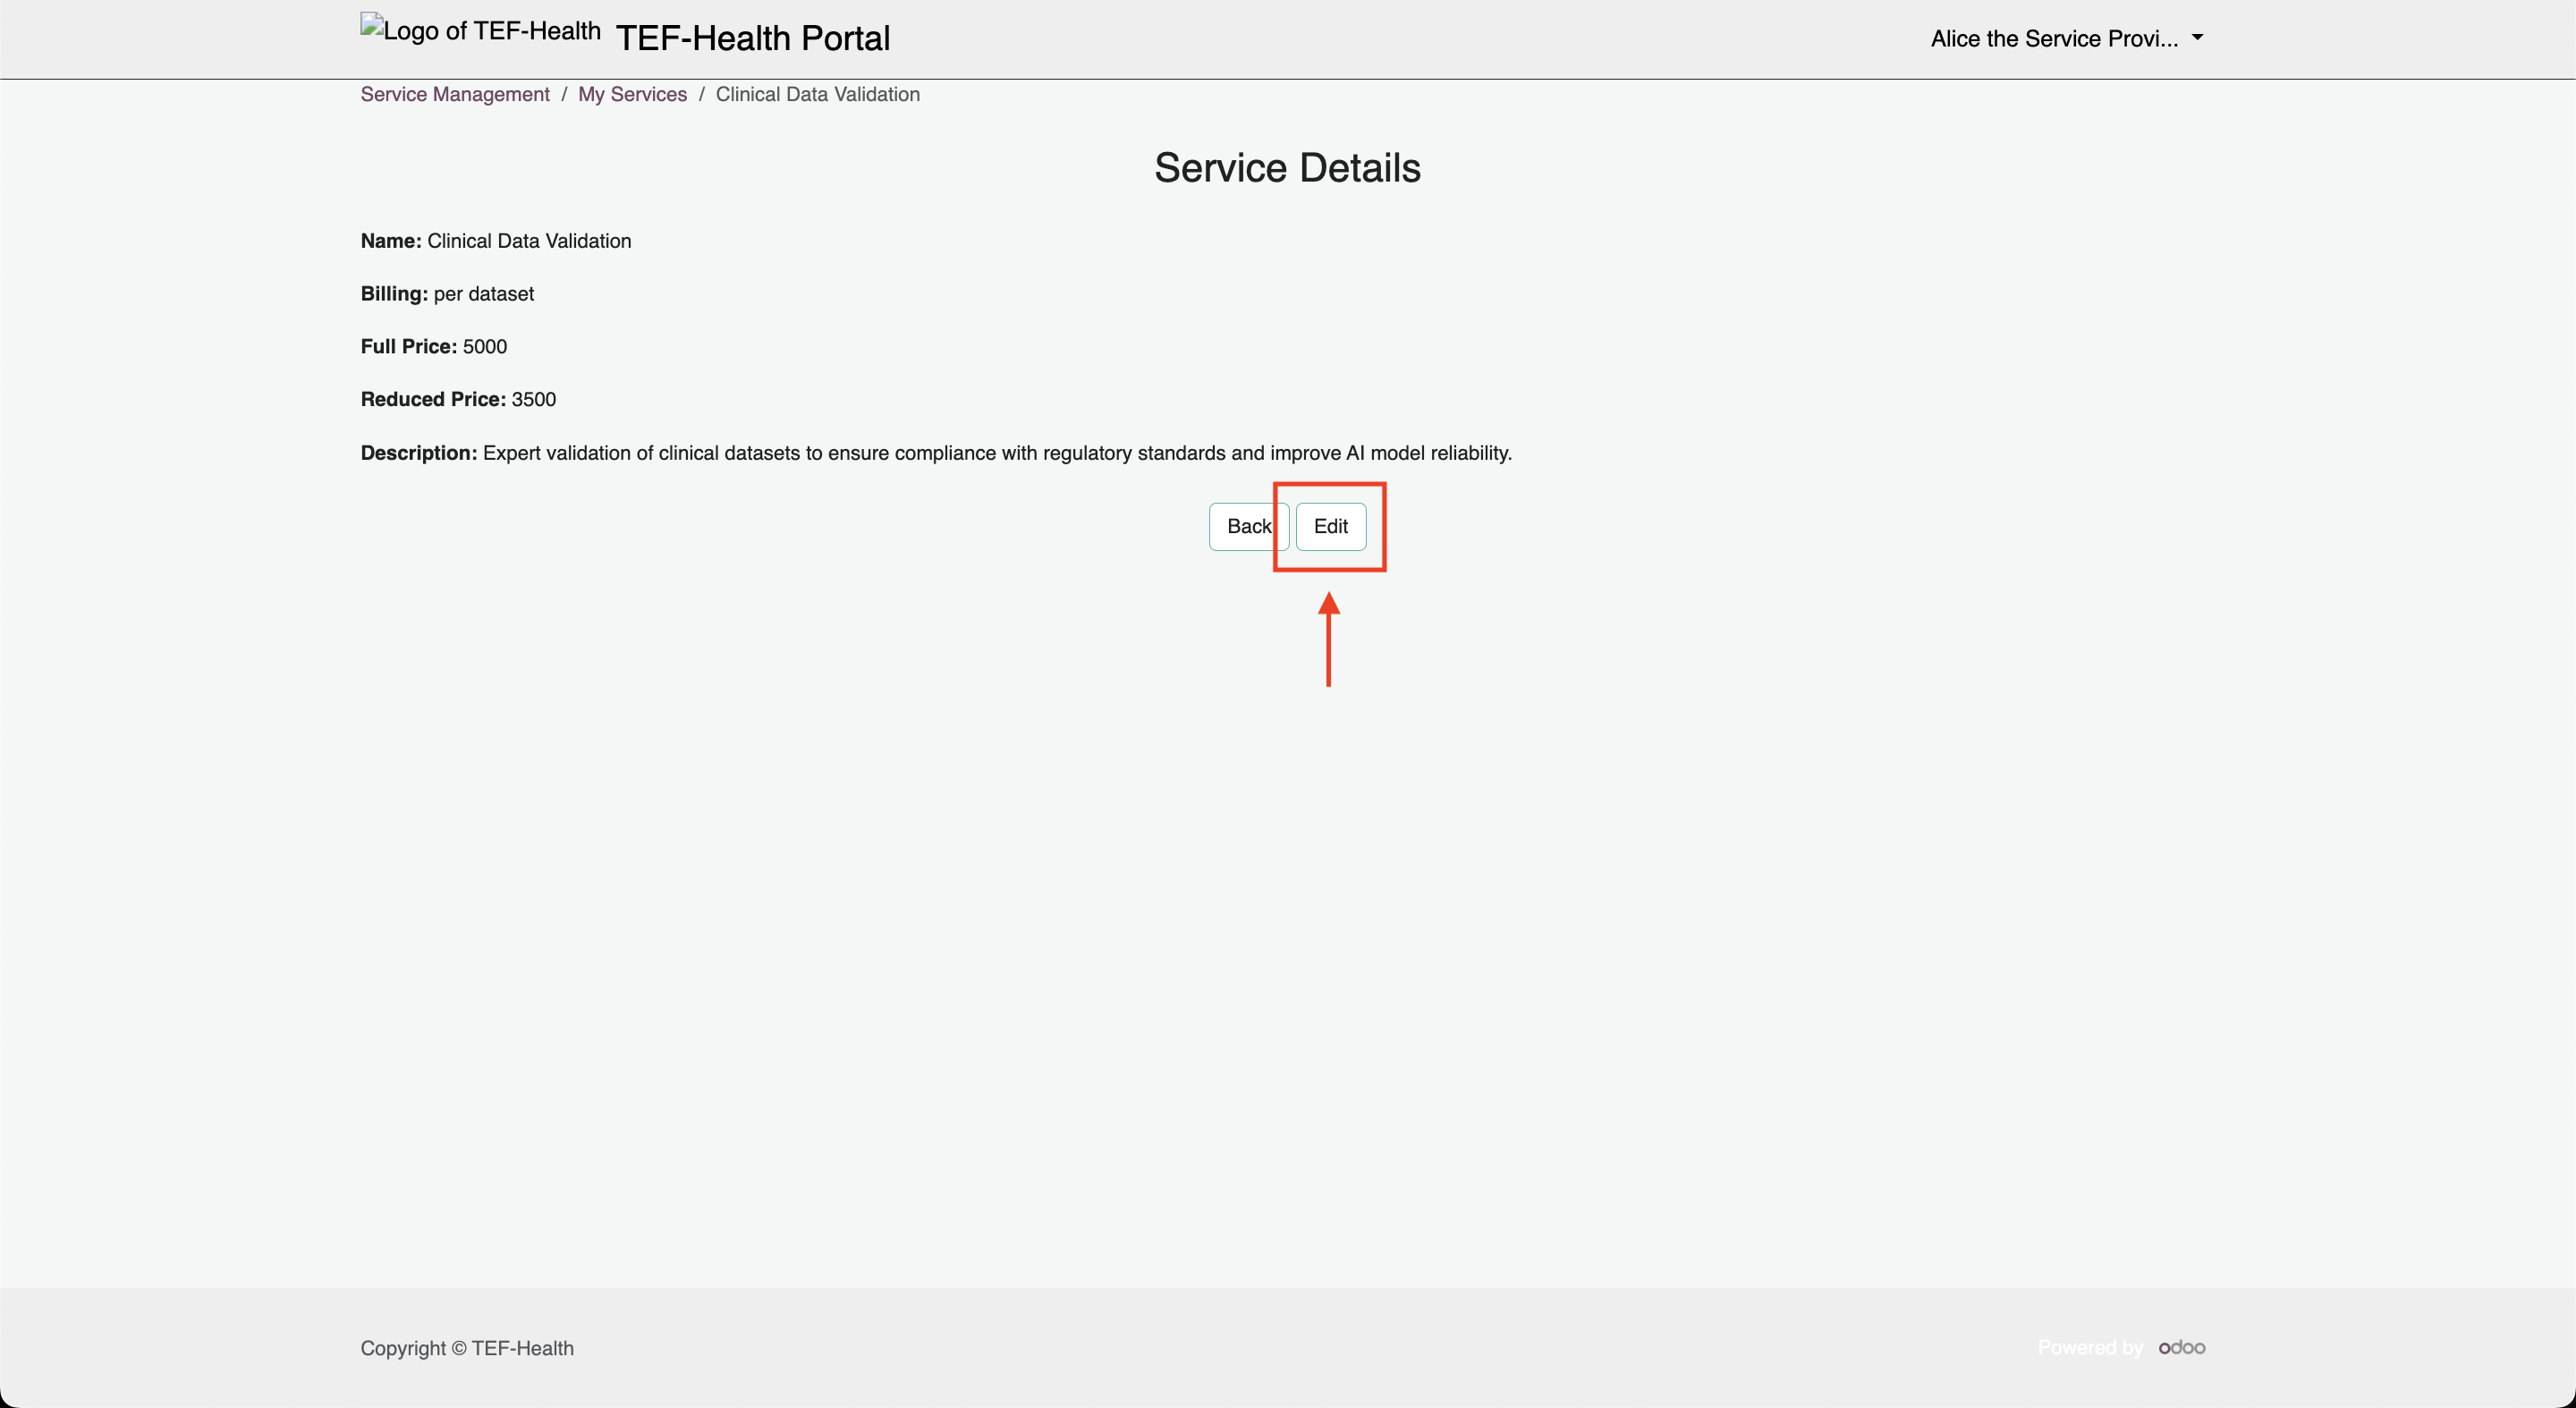 Logo of TEF-Health TEF-Health Portal Alice the Service Provi...
Service Management / My Services / Clinical Data Validation
Service Details
Name: Clinical Data Validation
Billing: per dataset
Full Price: 5000
Reduced Price: 3500
Description: Expert validation of clinical datasets to ensure compliance with regulatory standards and improve AI model reliability.
Back Edit
Copyright © TEF-Health Powered by odoo